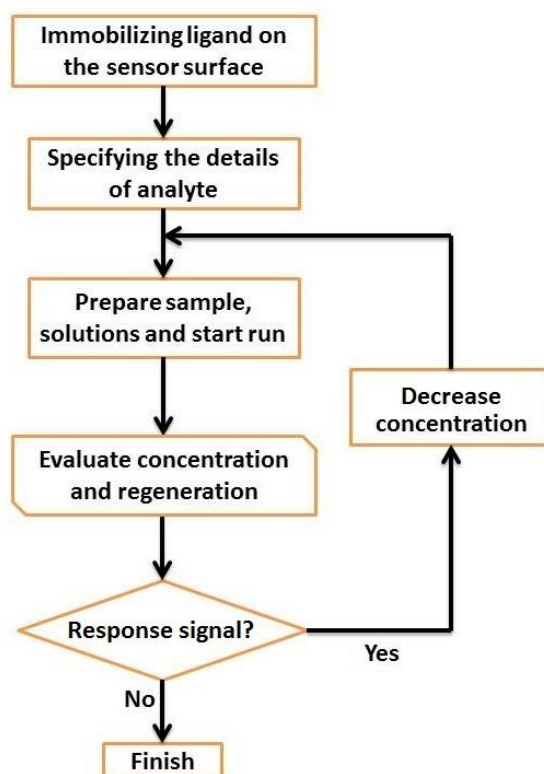 Immobilizing ligand on
the sensor surface
Specifying the details
of analyte
Prepare sample,
solutions and start run
Decrease
concentration
Evaluate concentration
and regeneration
Response signal?
Yes
No
Finish